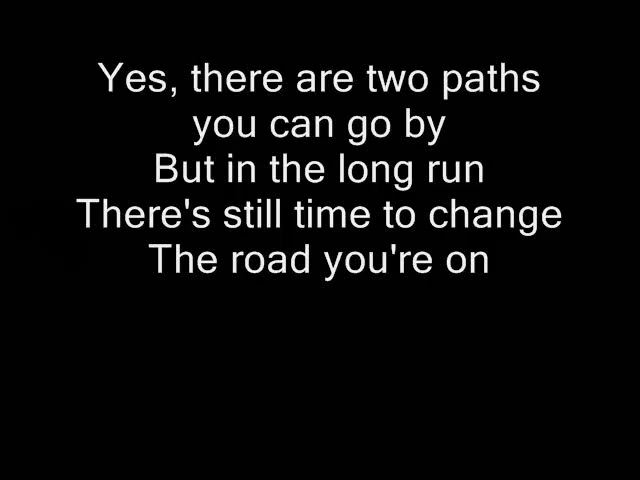 Yes, there are two paths
you can go by
But in the long run
There's still time to change
The road you're on